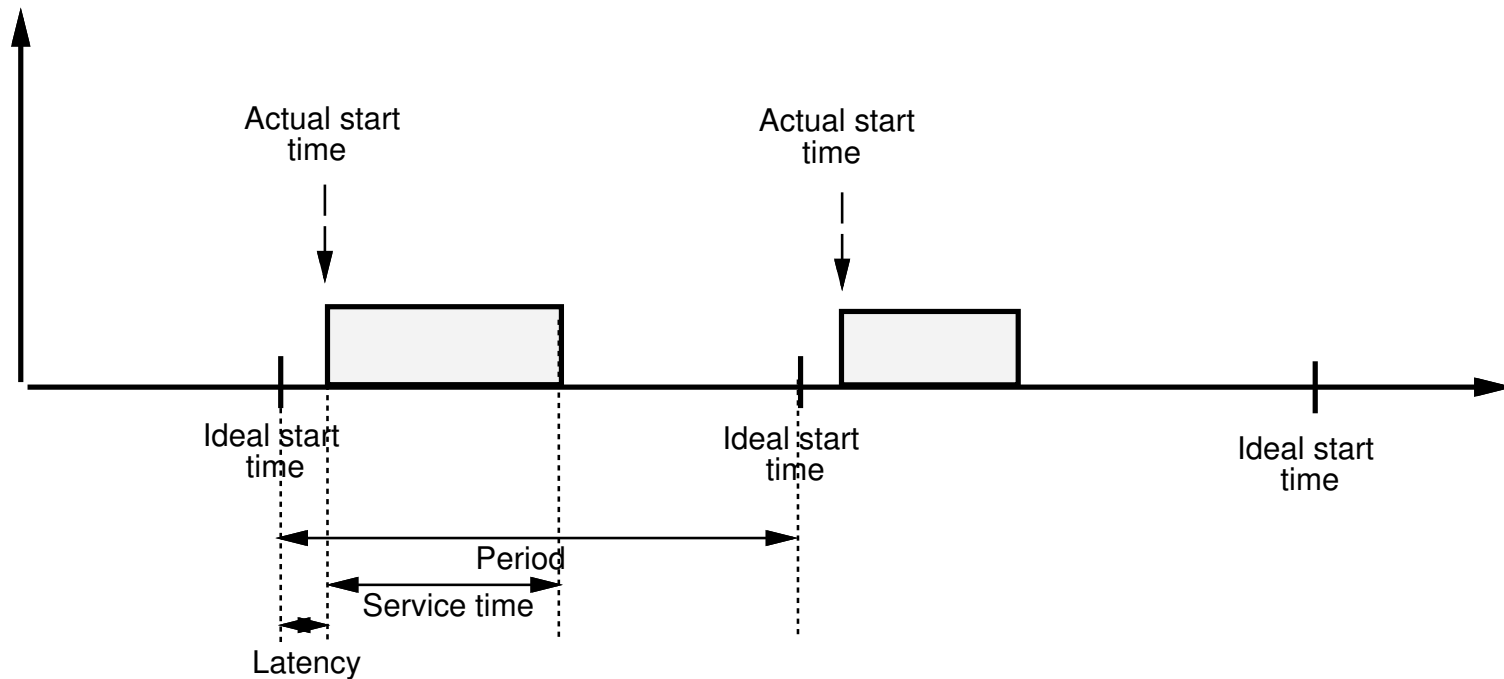 Actual start
time
Actual start
time
Ideal start
time
Ideal start
time
Ideal start
time
Period
Service time
Latency